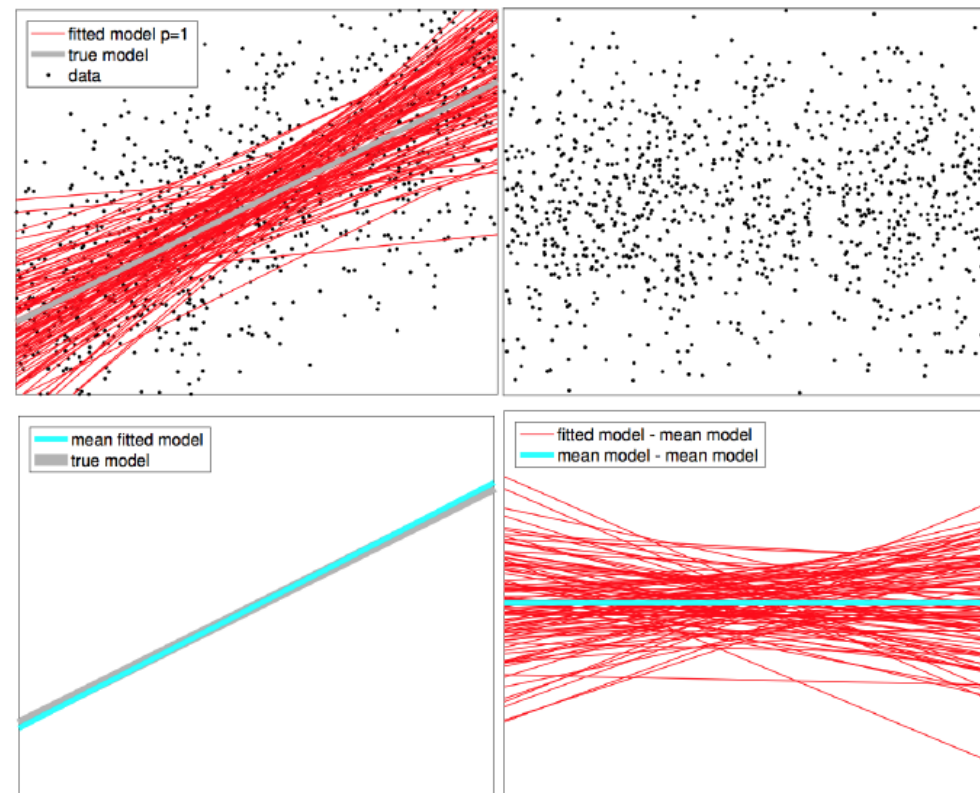 fitted model p=1
true model
data
mean fitted model
true model
fitted model - mean model
mean model - mean model